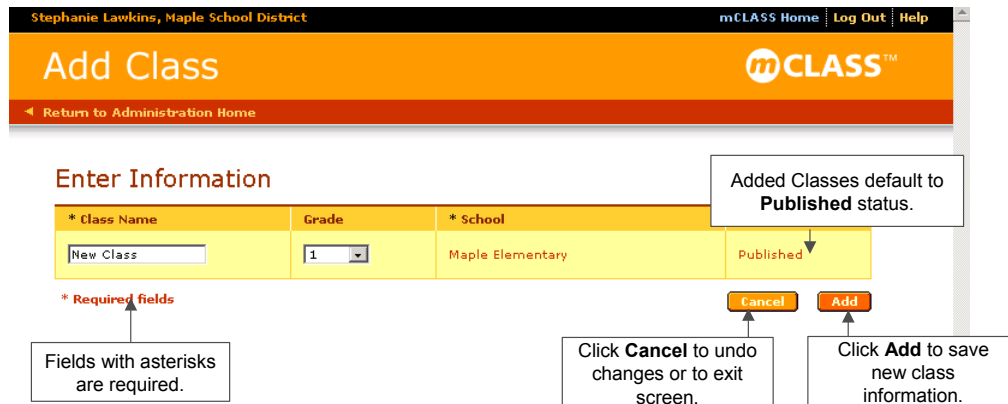 Stephanie Lawkins, Maple School District mCLASS Home Log Out Help
Add Class mCLASS™
Return to Administration Home
Enter Information
Added Classes default to
Published status.
* Class Name Grade * School
New Class 1 Maple Elementary Published
* Required fields Cancel Add
Fields with asterisks
are required.
Click Cancel to undo
changes or to exit
screen.
Click Add to save
new class
information.